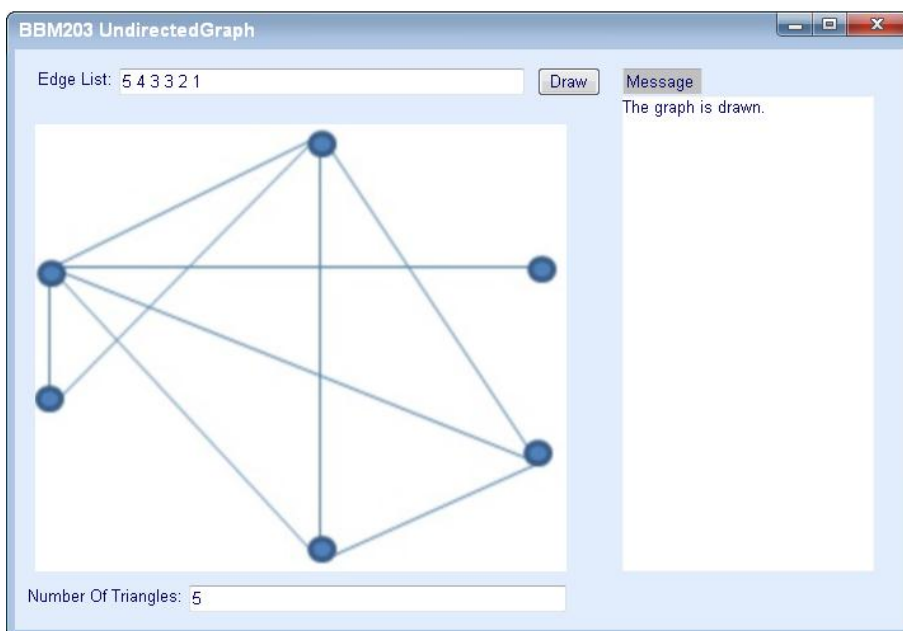 BBM203 UndirectedGraph
Edge List: 5 4 3 3 2 1 Draw Message
The graph is drawn.
Number Of Triangles: 5